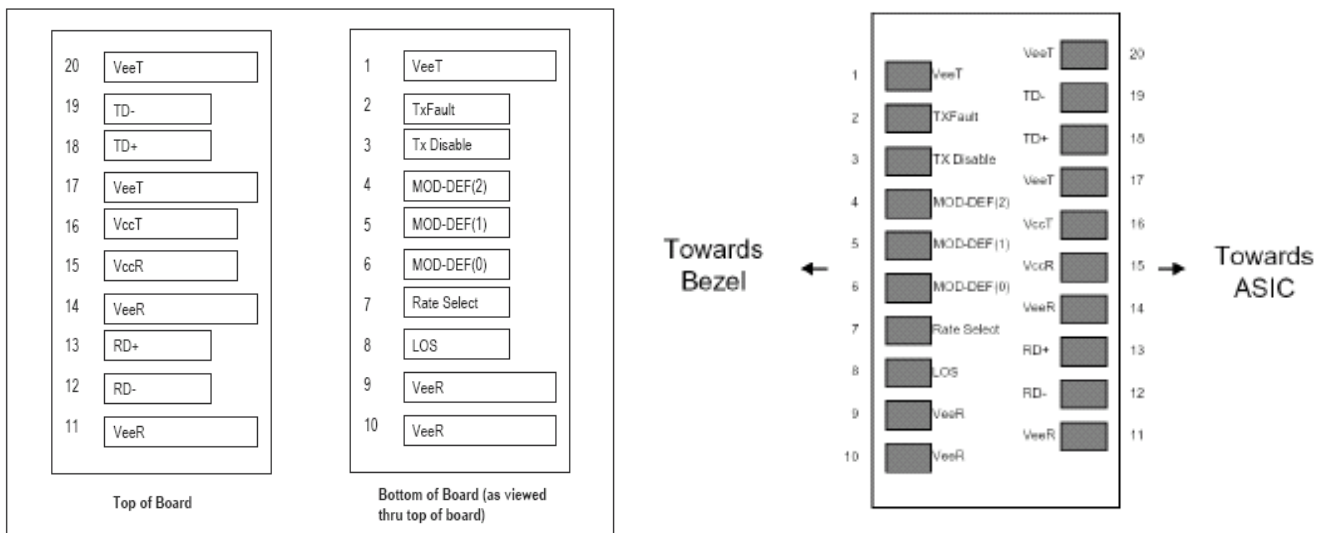 20 VeeT
19 TD-
18 TD+
17 VeeT
16 VccT
15 VccR
14 VeeR
13 RD+
12 RD-
11 VeeR
Top of Board
1 VeeT
2 TxFault
3 Tx Disable
4 MOD-DEF(2)
5 MOD-DEF(1)
6 MOD-DEF(0)
7 Rate Select
8 LOS
9 VeeR
10 VeeR
Bottom of Board (as viewed
thru top of board)
Towards
Bezel
1 VeeT
2 TXFault
3 TX Disable
4 MOD-DEF(2)
5 MOD-DEF(1)
6 MOD-DEF(0)
7 Rate Select
8 LOS
9 VeeR
10 VeeR
VeeT 20
TD- 19
TD+ 18
VeeT 17
VccT 16
VccR 15
VeeR 14
RD+ 13
RD- 12
VeeR 11
Towards
ASIC